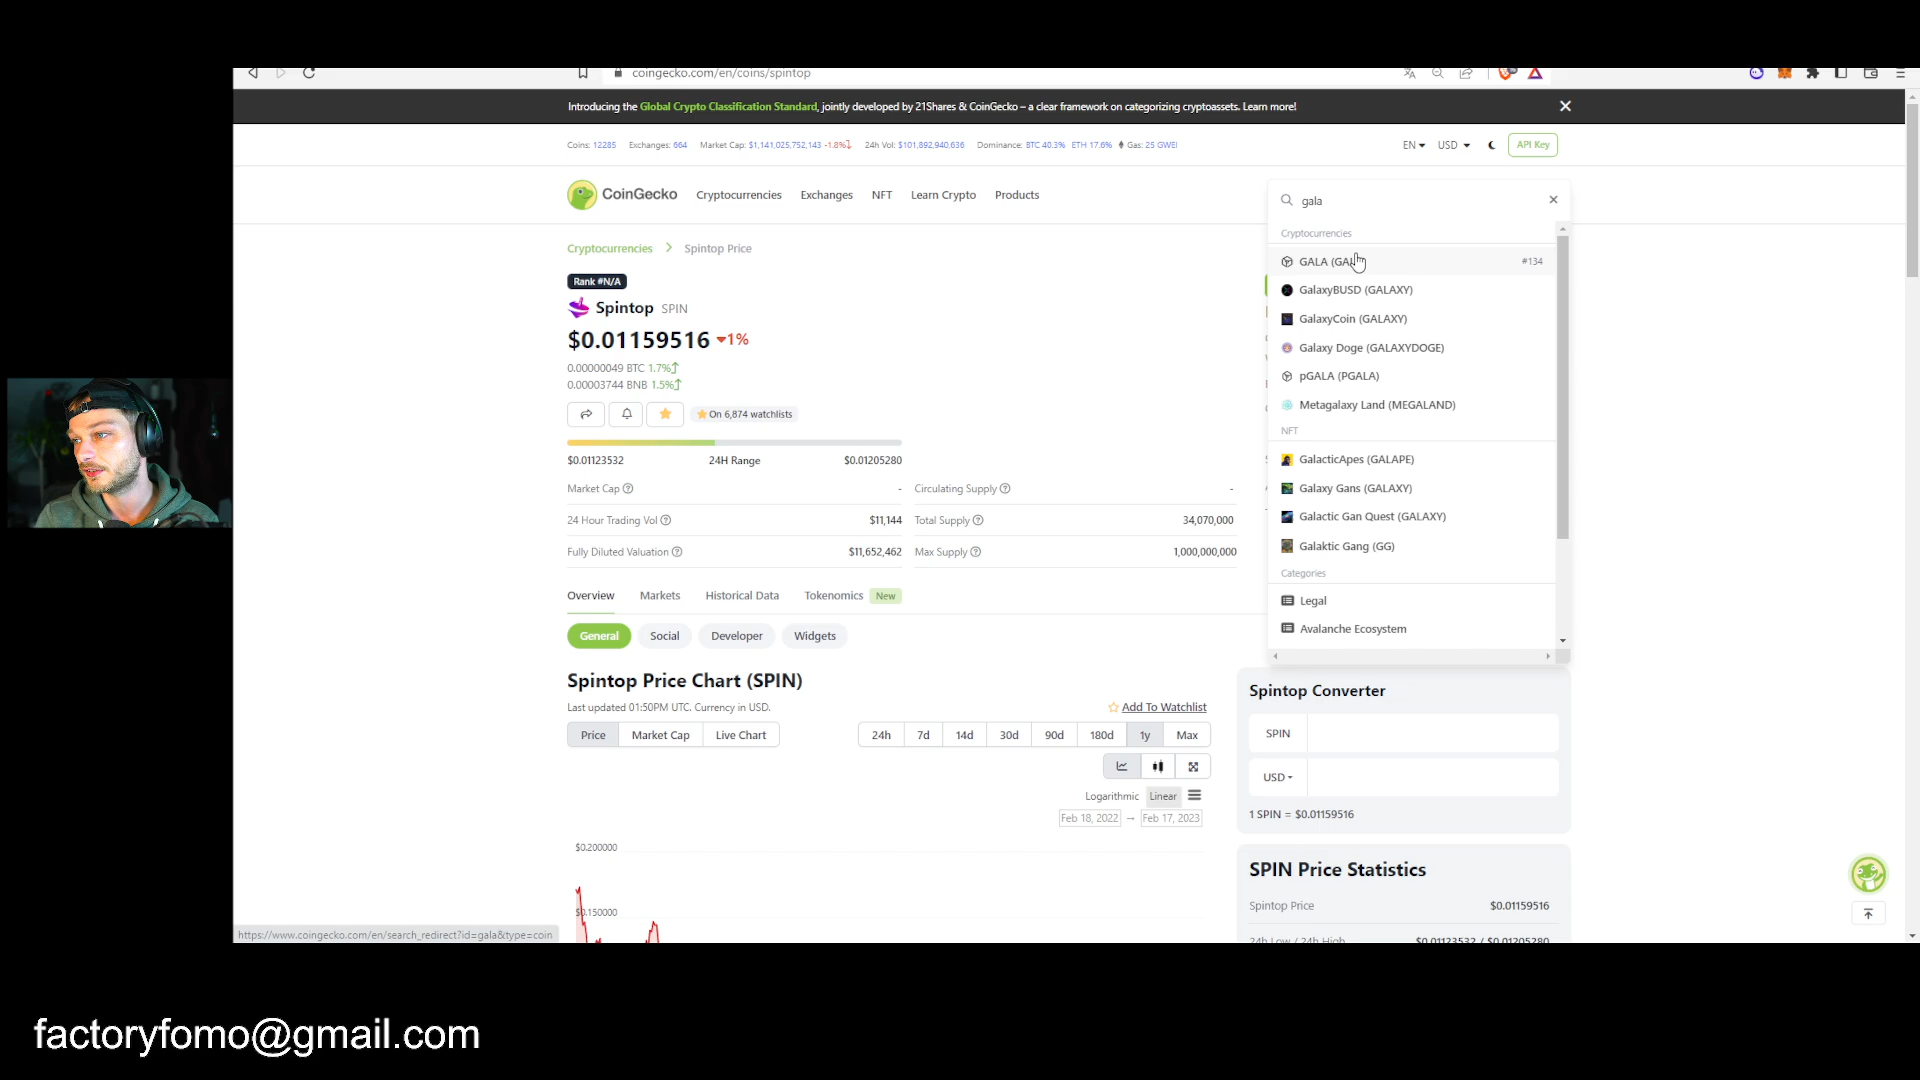 coingecko.com/en/coins/spintop
Introducing the Global Crypto Classification Standard, jointly developed by 21Shares & CoinGecko – a clear framework on categorizing cryptoassets. Learn more!
Coins: 12285 Exchanges: 664 Market Cap: $1,141,025,752,143 -1.8% 24h Vol: $101,892,940,636 Dominance: BTC 40.3% ETH 17.6% Gas: 25 GWEI
EN USD API Key
CoinGecko Cryptocurrencies Exchanges NFT Learn Crypto Products
gala
Cryptocurrencies
GALA
#134
GalaxyBUSD (GALAXY)
GalaxyCoin (GALAXY)
Galaxy Doge (GALAXYDOGE)
pGALA (PGALA)
Metagalaxy Land (MEGALAND)
NFT
GalacticApes (GALAPE)
Galaxy Gans (GALAXY)
Galactic Gan Quest (GALAXY)
Galaktic Gang (GG)
Categories
Legal
Avalanche Ecosystem
Cryptocurrencies Spintop Price
Rank #N/A
Spintop SPIN
$0.01159516 1%
0.00000049 BTC 1.7%
0.00003744 BNB 1.5%
On 6,874 watchlists
$0.01123532 24H Range $0.01205280
Market Cap - Circulating Supply -
24 Hour Trading Vol $11,144 Total Supply 34,070,000
Fully Diluted Valuation $11,652,462 Max Supply 1,000,000,000
Overview Markets Historical Data Tokenomics New
General Social Developer Widgets
Spintop Price Chart (SPIN)
Last updated 01:50PM UTC. Currency in USD.
Add To Watchlist
Price Market Cap Live Chart
24h 7d 14d 30d 90d 180d 1y Max
Logarithmic Linear
Feb 18, 2022 → Feb 17, 2023
$0.200000
$0.150000
Spintop Converter
SPIN
USD
1 SPIN = $0.01159516
SPIN Price Statistics
Spintop Price $0.01159516
24h Low / 24h High $0.01123532 / $0.01205280
https://www.coingecko.com/en/search_redirect?id=gala&type=coin
factoryfomo@gmail.com